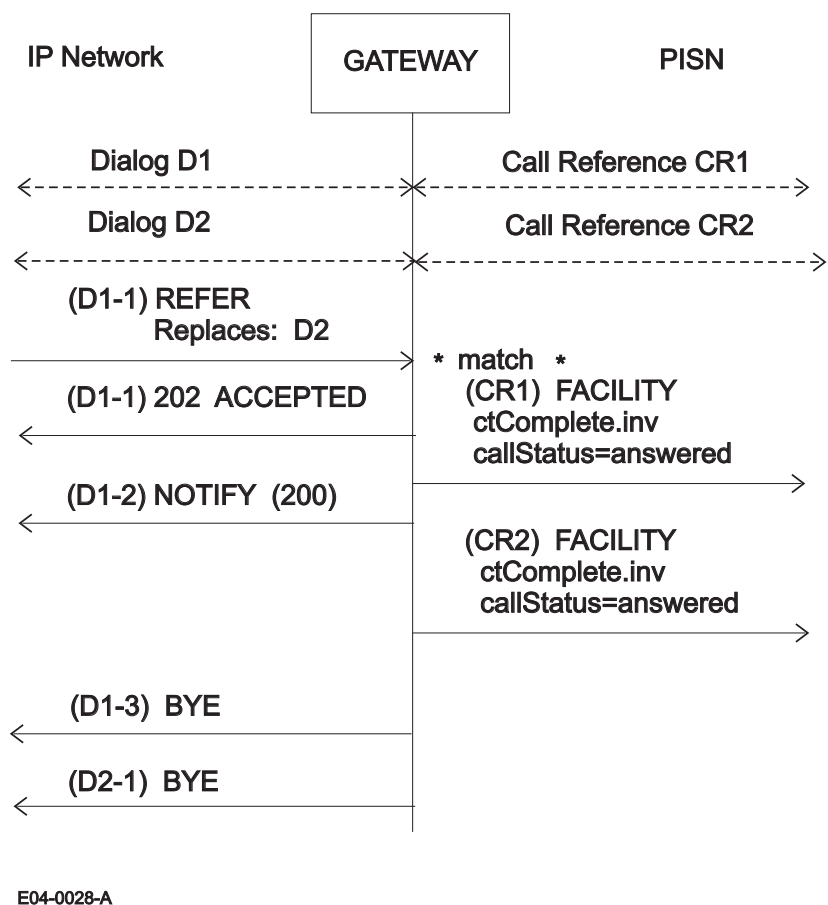 IP Network
GATEWAY
PISN
Dialog D1
Call Reference CR1
Dialog D2
Call Reference CR2
(D1-1) REFER
Replaces: D2
* match *
(D1-1) 202 ACCEPTED
(CR1) FACILITY
ctComplete.inv
callStatus=answered
(D1-2) NOTIFY (200)
(CR2) FACILITY
ctComplete.inv
callStatus=answered
(D1-3) BYE
(D2-1) BYE
E04-0028-A